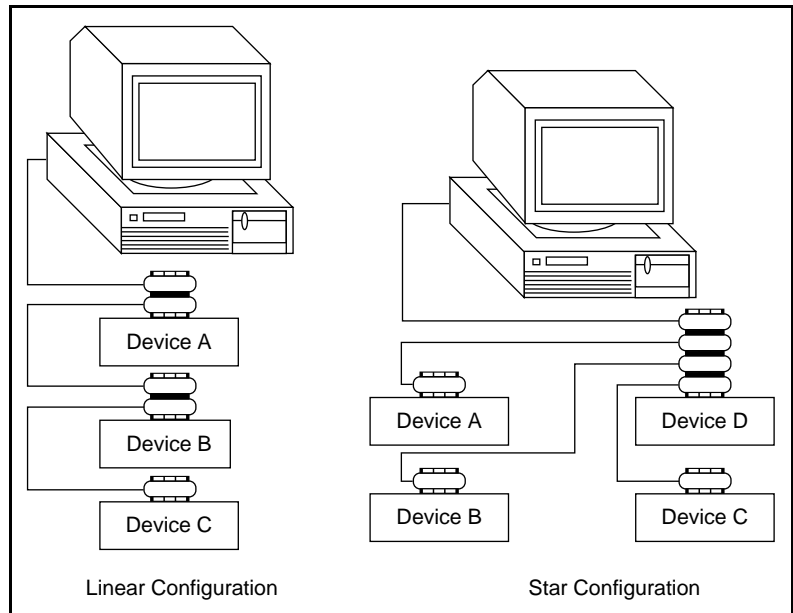 Device A
Device B
Device C
Linear Configuration
Device A
Device D
Device B
Device C
Star Configuration